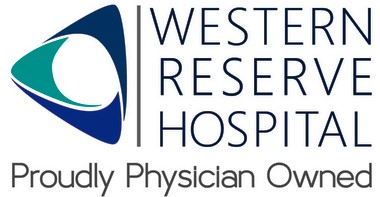 WESTERN
RESERVE
HOSPITAL
Proudly Physician Owned